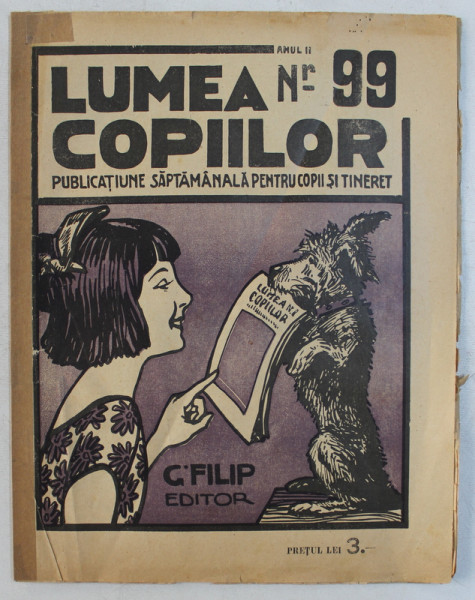 ANUL II
LUMEA Nr 99
COPIILOR
PUBLICAȚIUNE SĂPTĂMÂNALĂ PENTRU COPII ȘI TINERET
LUMEA
COPIILOR
G. FILIP
EDITOR
PREȚUL LEI 3.-